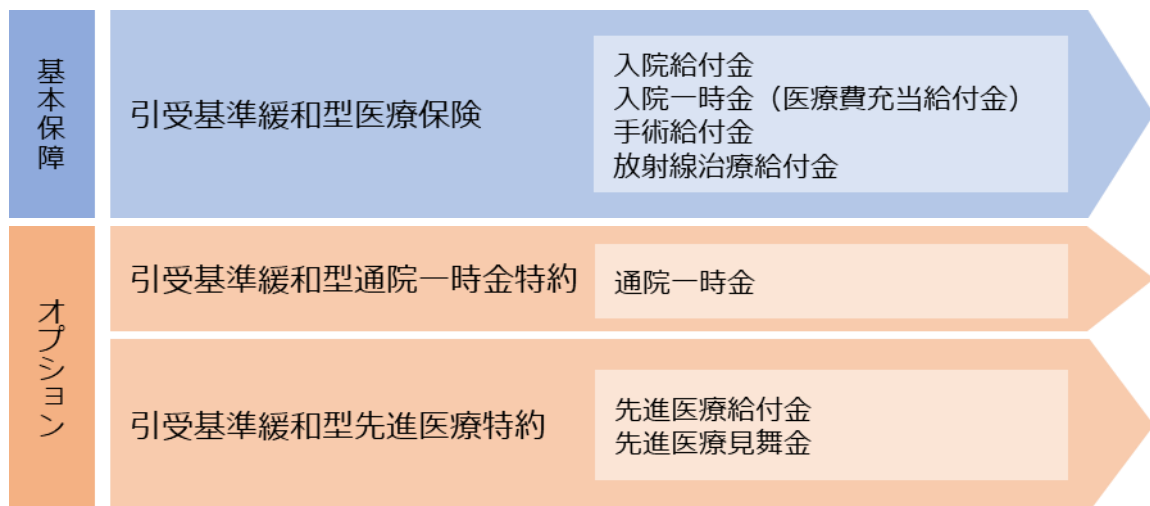 基本保障
引受基準緩和型医療保険
入院給付金
入院一時金（医療費充当給付金）
手術給付金
放射線治療給付金
オプション
引受基準緩和型通院一時金特約
通院一時金
引受基準緩和型先進医療特約
先進医療給付金
先進医療見舞金